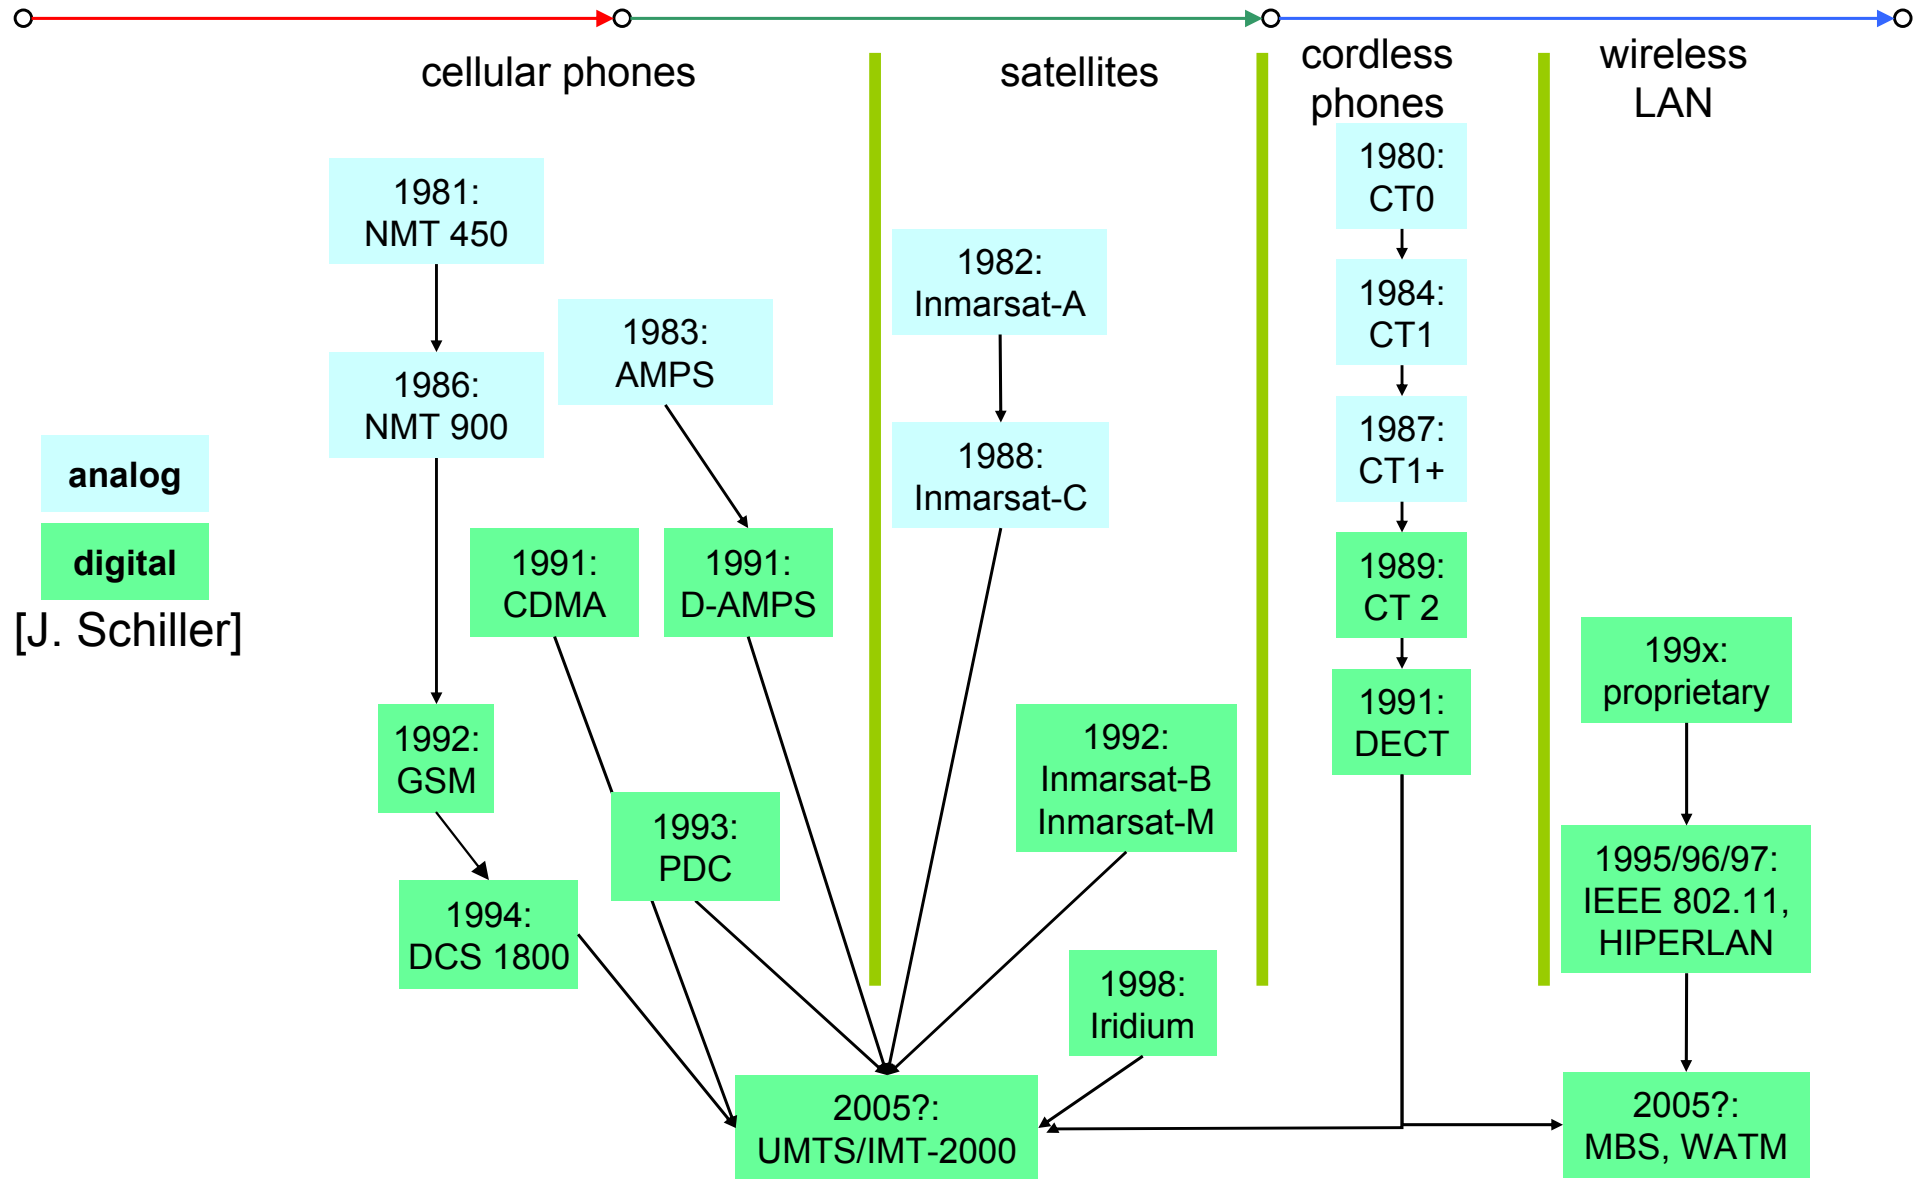 cellular phones
satellites
cordless
phones
wireless
LAN
1981:
NMT 450
1986:
NMT 900
1983:
AMPS
1991:
CDMA
1991:
D-AMPS
1992:
GSM
1993:
PDC
1994:
DCS 1800
1982:
Inmarsat-A
1988:
Inmarsat-C
1992:
Inmarsat-B
Inmarsat-M
1998:
Iridium
2005?:
UMTS/IMT-2000
1980:
CT0
1984:
CT1
1987:
CT1+
1989:
CT 2
1991:
DECT
199x:
proprietary
1995/96/97:
IEEE 802.11,
HIPERLAN
2005?:
MBS, WATM
analog
digital
[J. Schiller]